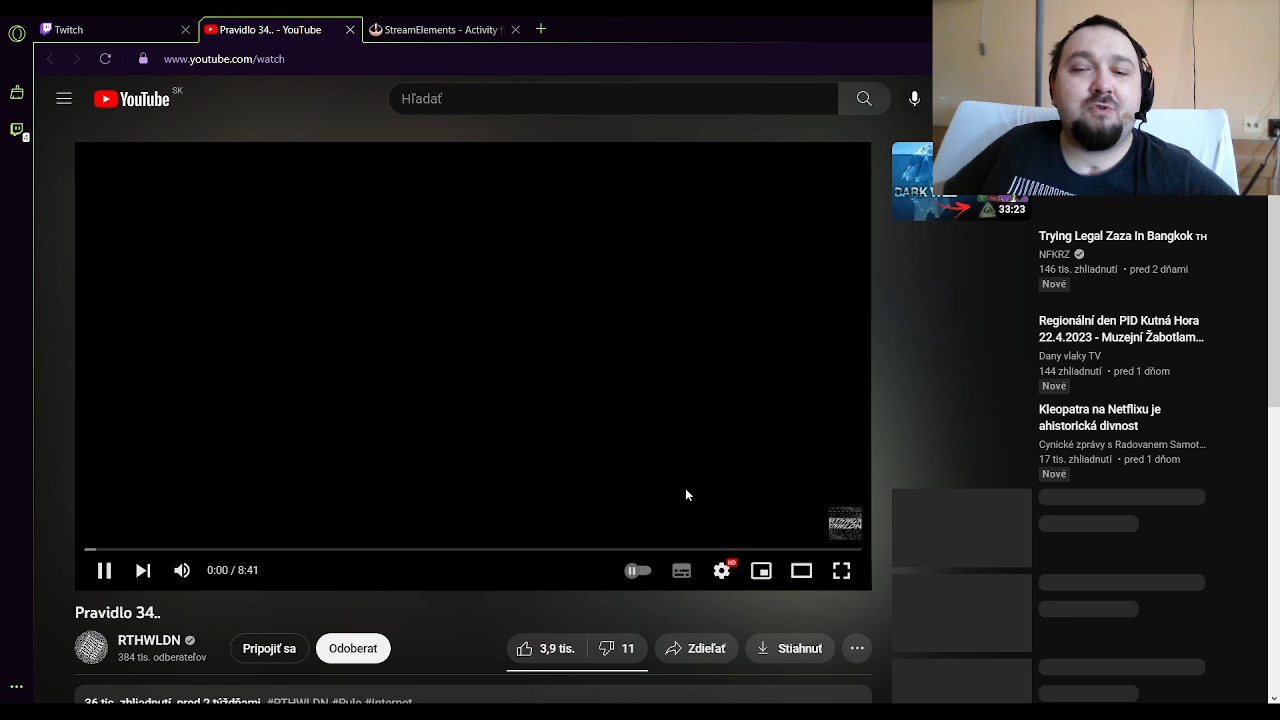 Twitch
Pravidlo 34.. - YouTube
StreamElements - Activity f
www.youtube.com/watch
YouTube SK
Hľadať
DARK WEB
33:23
Trying Legal Zaza In Bangkok TH
NFKRZ
146 tis. zhliadnutí • pred 2 dňami
Nové
Regionální den PID Kutná Hora
22.4.2023 - Muzejní Žabotlam...
Dany vlaky TV
144 zhliadnutí • pred 1 dňom
Nové
Kleopatra na Netflixu je
ahistorická divnost
Cynické zprávy s Radovanem Samot...
17 tis. zhliadnutí • pred 1 dňom
Nové
RTHWLDN
0:00 / 8:41
HD
Pravidlo 34..
RTHWLDN
384 tis. odberateľov
Pripojiť sa
Odoberať
3,9 tis.
11
Zdieľať
Stiahnuť
36 tis. zhliadnutí pred 2 týždňami #RTHWLDN #Rule #Internet